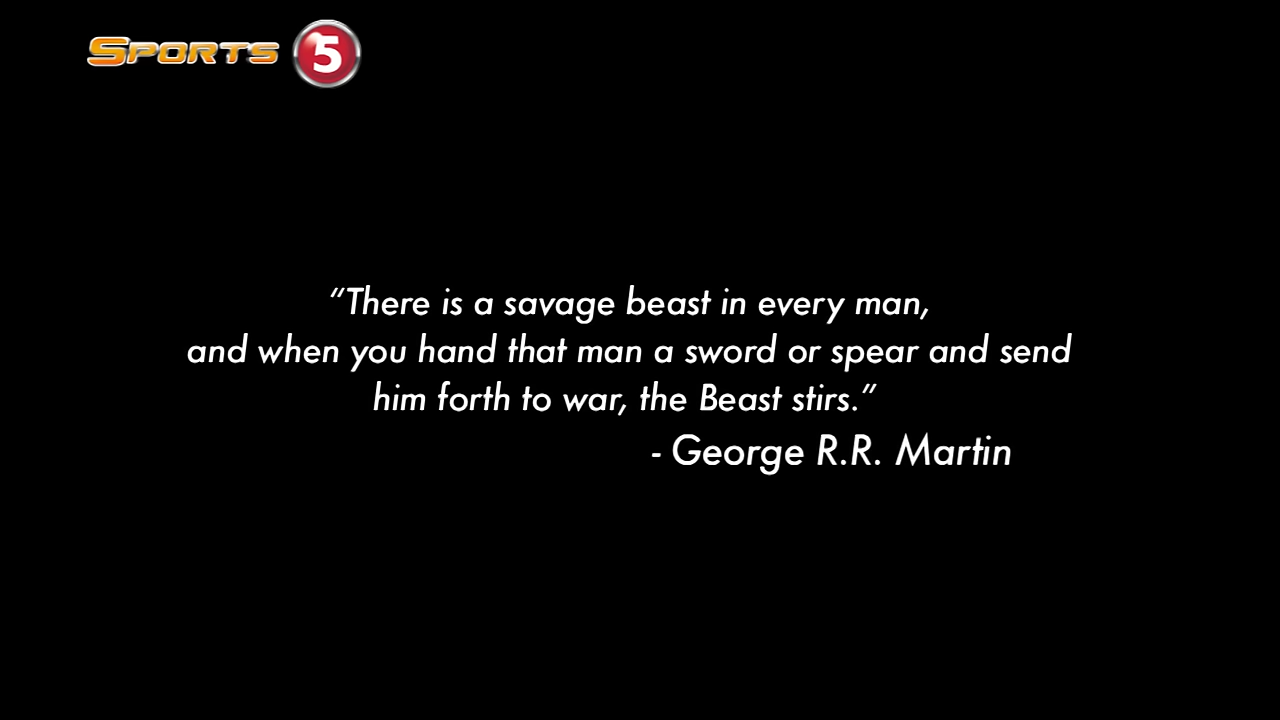 SPORTS 5
“There is a savage beast in every man,
and when you hand that man a sword or spear and send
him forth to war, the Beast stirs.”
- George R.R. Martin